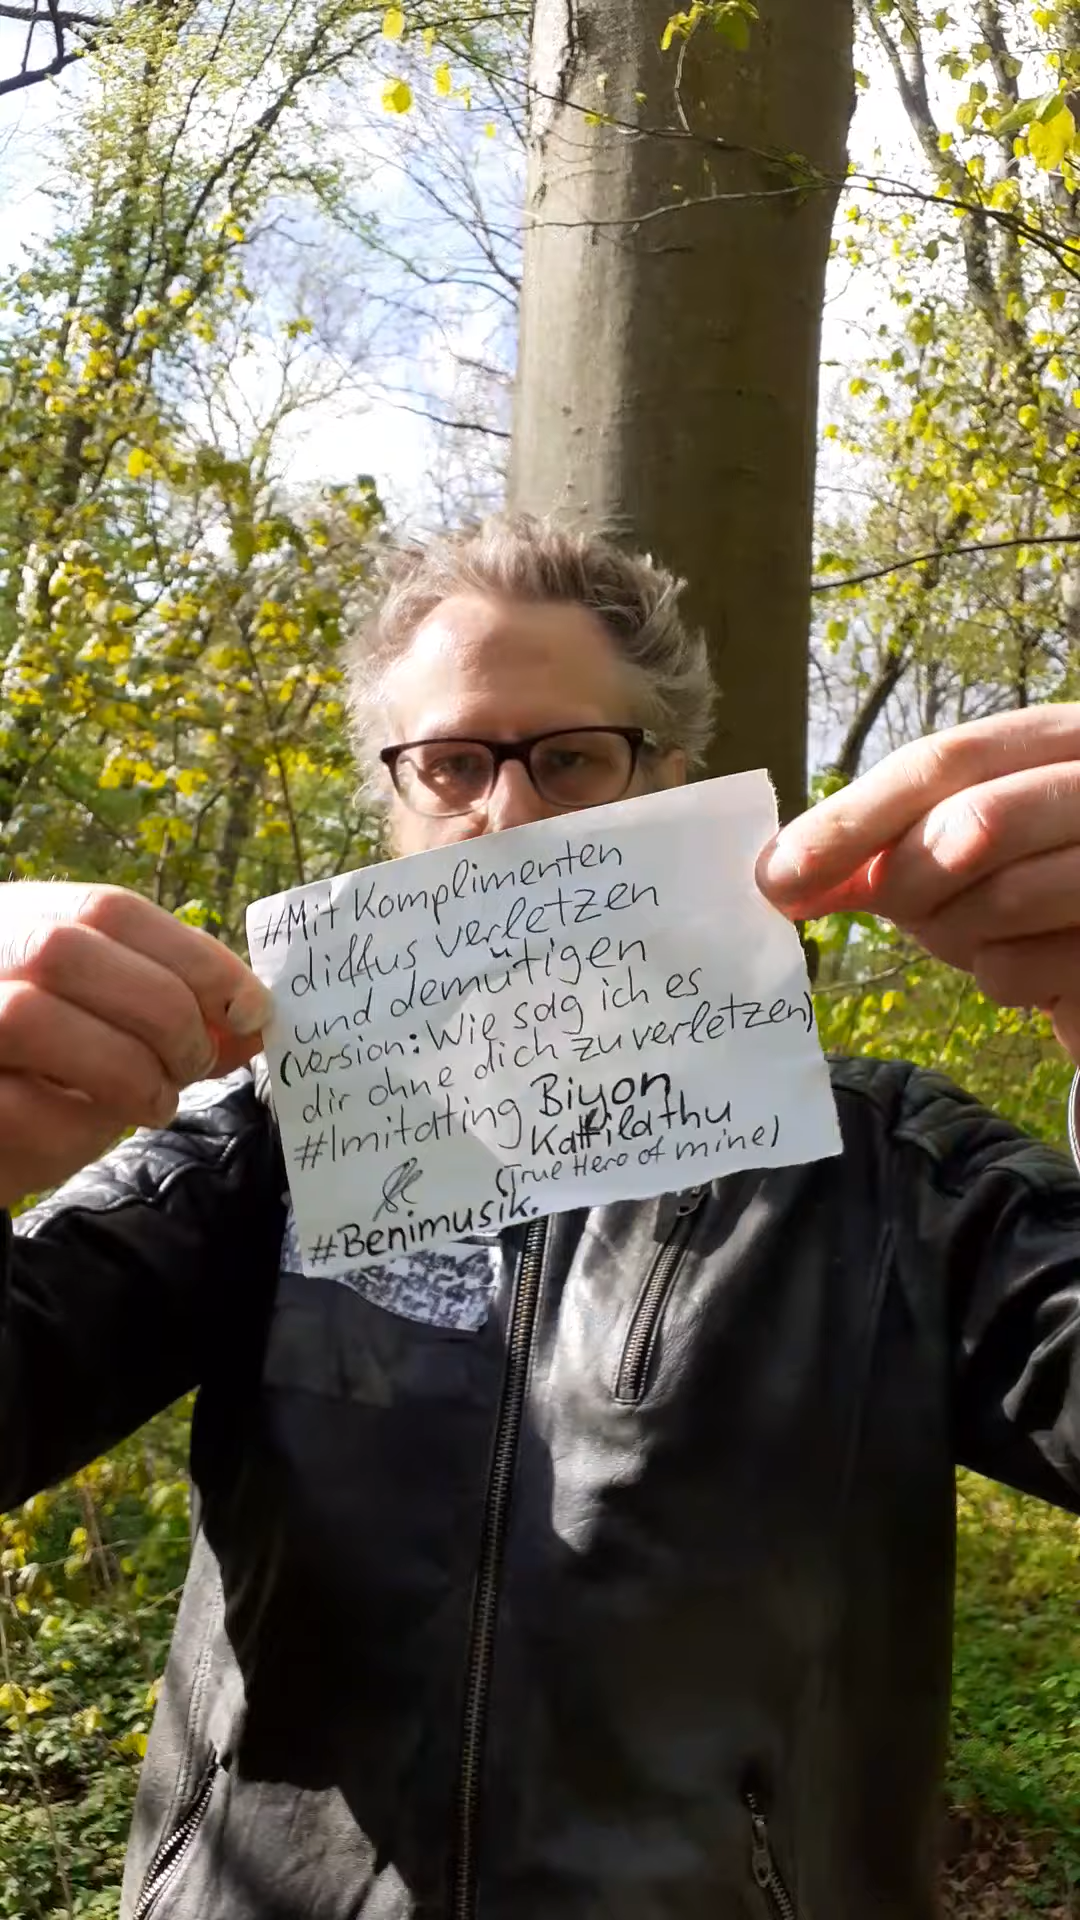 #Mit Komplimenten
diffus verletzen
und demütigen
(version: Wie sag ich es
dir ohne dich zu verletzen)
#Imitating Biyon
Kattilathu
(True Hero of mine)
#Benimusik.